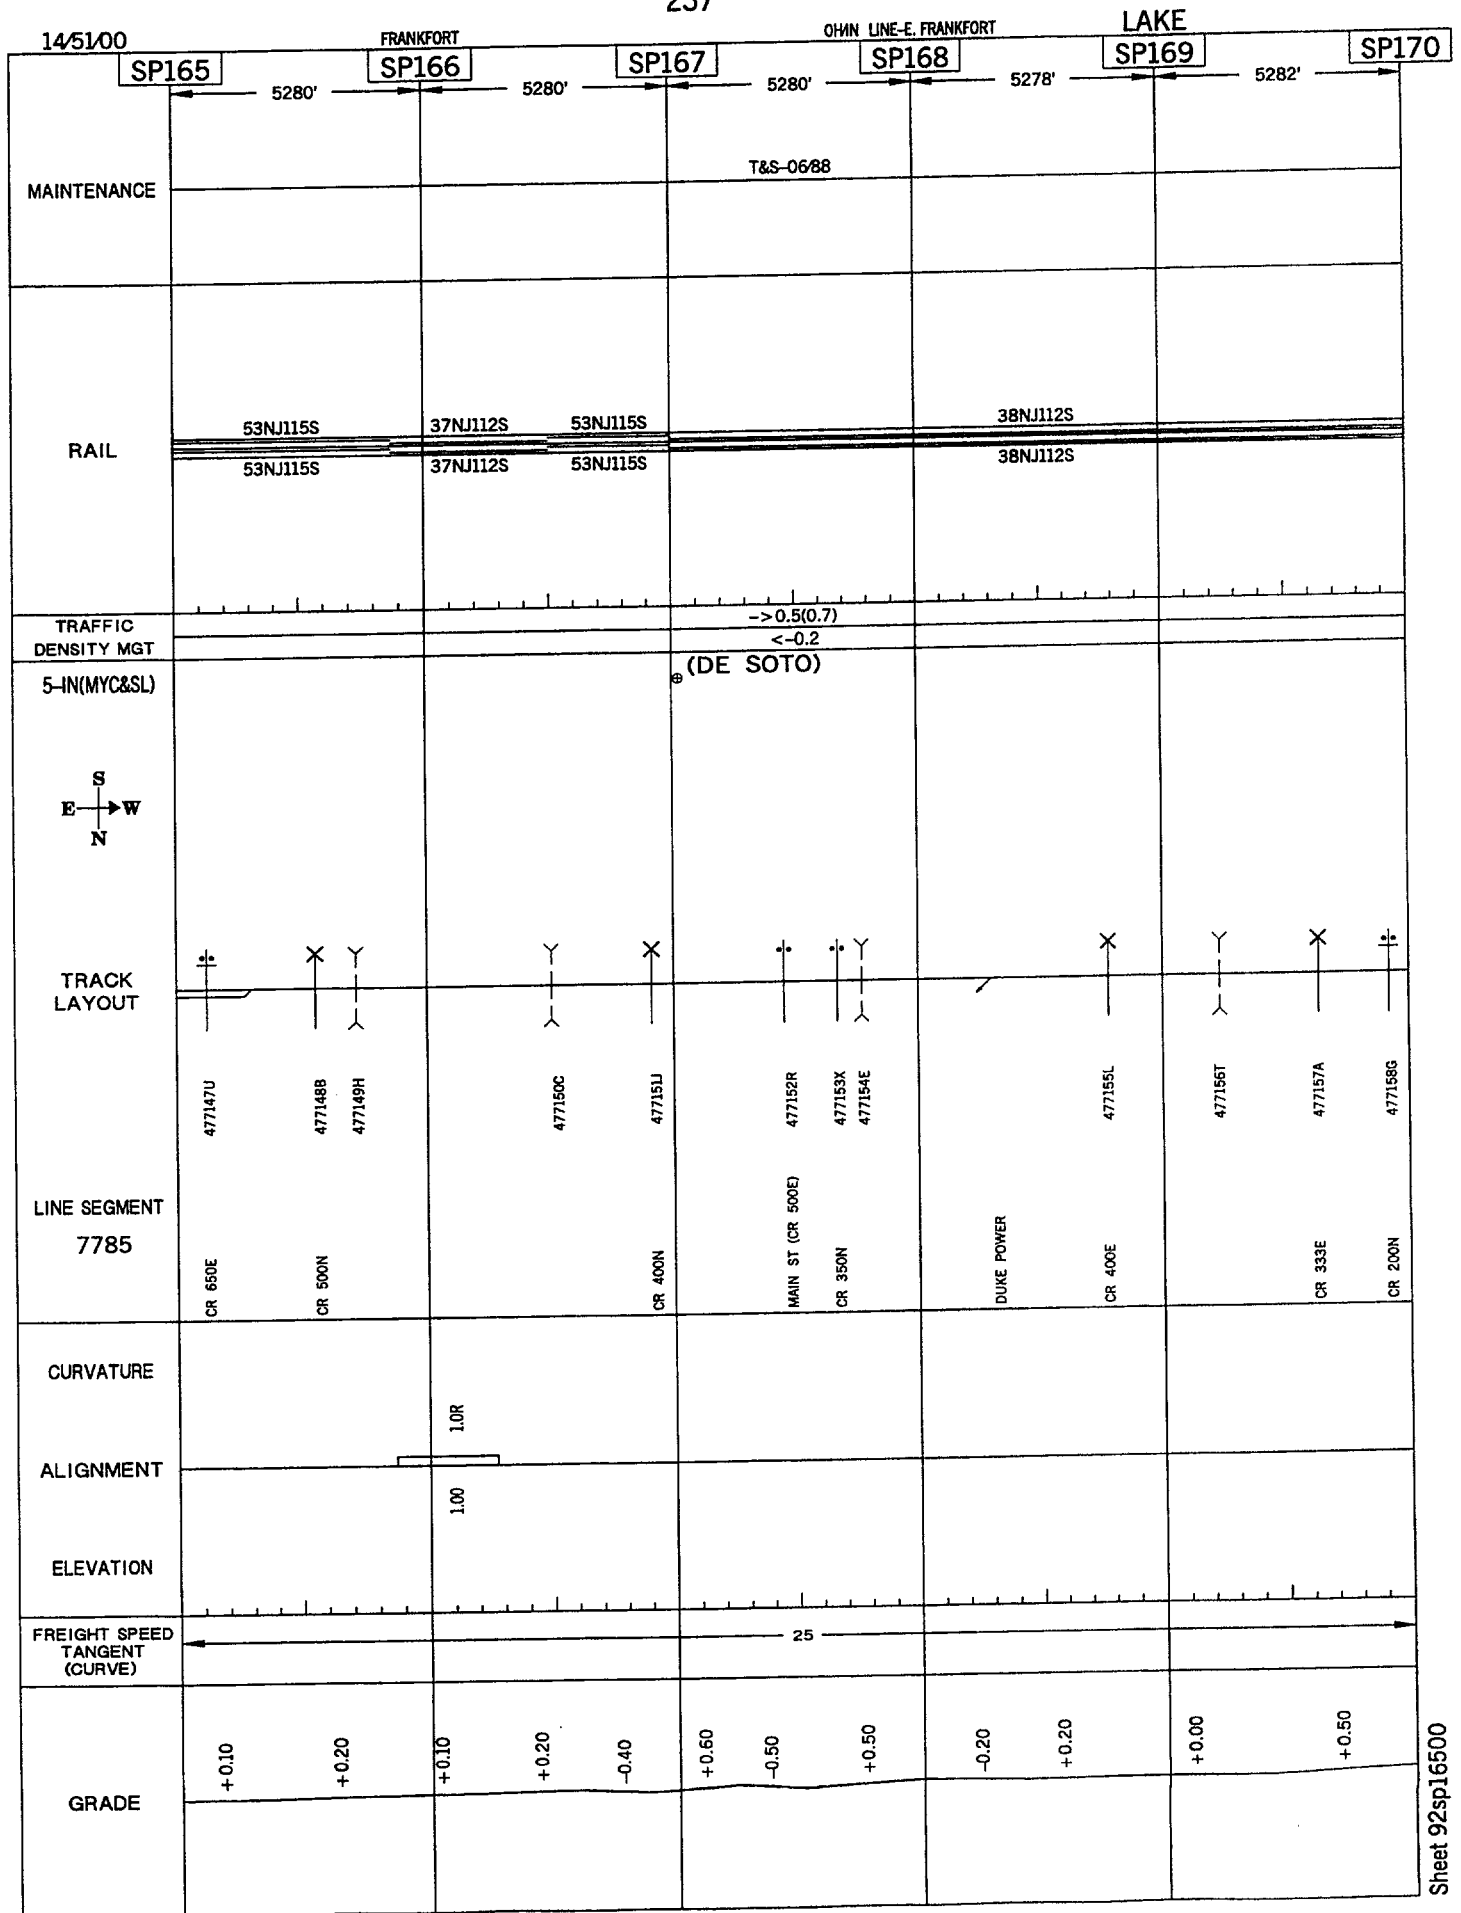 237
14/51/00 FRANKFORT OH/IN LINE-E. FRANKFORT LAKE
SP165 SP166 SP167 SP168 SP169 SP170
5280' 5280' 5280' 5278' 5282'
MAINTENANCE
T&S-06/88
RAIL
53NJ115S 37NJ112S 53NJ115S 38NJ112S
53NJ115S 37NJ112S 53NJ115S 38NJ112S
TRAFFIC
DENSITY MGT
->0.5(0.7)
<-0.2
5-IN(MYC&SL)
(DE SOTO)
S
E W
N
TRACK
LAYOUT
477147U 477148B 477149H 477150C 477151J 477152R 477153X 477154E 477155L 477156T 477157A 477158G
LINE SEGMENT
7785
CR 650E CR 500N CR 400N MAIN ST (CR 500E) CR 350N DUKE POWER CR 400E CR 333E CR 200N
CURVATURE
1.0R
ALIGNMENT
1.00
ELEVATION
FREIGHT SPEED
TANGENT
(CURVE)
25
GRADE
+0.10 +0.20 +0.10 +0.20 -0.40 +0.60 -0.50 +0.50 -0.20 +0.20 +0.00 +0.50
Sheet 92sp16500